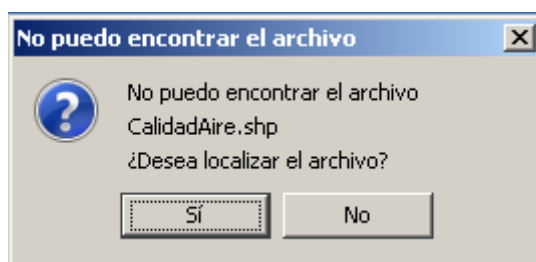 No puedo encontrar el archivo
No puedo encontrar el archivo
CalidadAire.shp
¿Desea localizar el archivo?
Sí
No